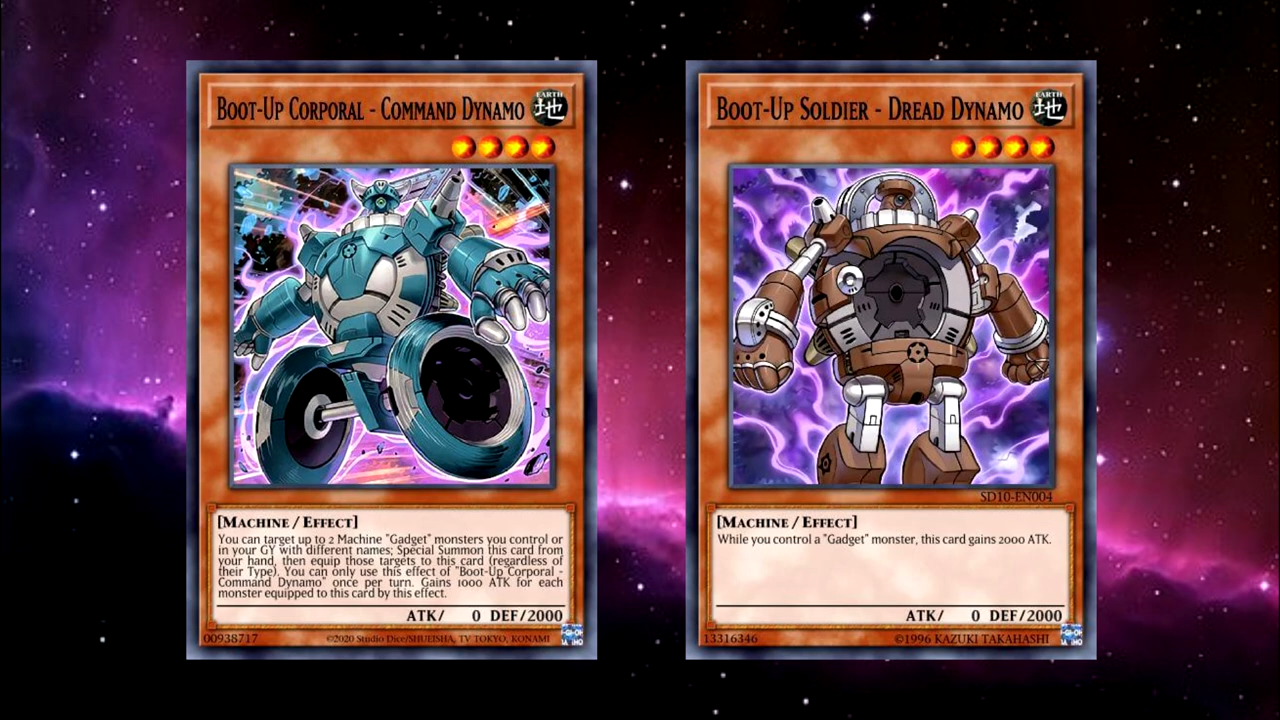 BOOT-UP CORPORAL - COMMAND DYNAMO
EARTH
地
[MACHINE / EFFECT]
You can target up to 2 Machine "Gadget" monsters you control or
in your GY with different names; Special Summon this card from
your hand, then equip those targets to this card (regardless of
their Type). You can only use this effect of "Boot-Up Corporal -
Command Dynamo" once per turn. Gains 1000 ATK for each
monster equipped to this card by this effect.
ATK/ 0 DEF/2000
00938717 ©2020 Studio Dice/SHUEISHA, TV TOKYO, KONAMI
BOOT-UP SOLDIER - DREAD DYNAMO
EARTH
地
SD10-EN004
[MACHINE / EFFECT]
While you control a "Gadget" monster, this card gains 2000 ATK.
ATK/ 0 DEF/2000
13316346 ©1996 KAZUKI TAKAHASHI